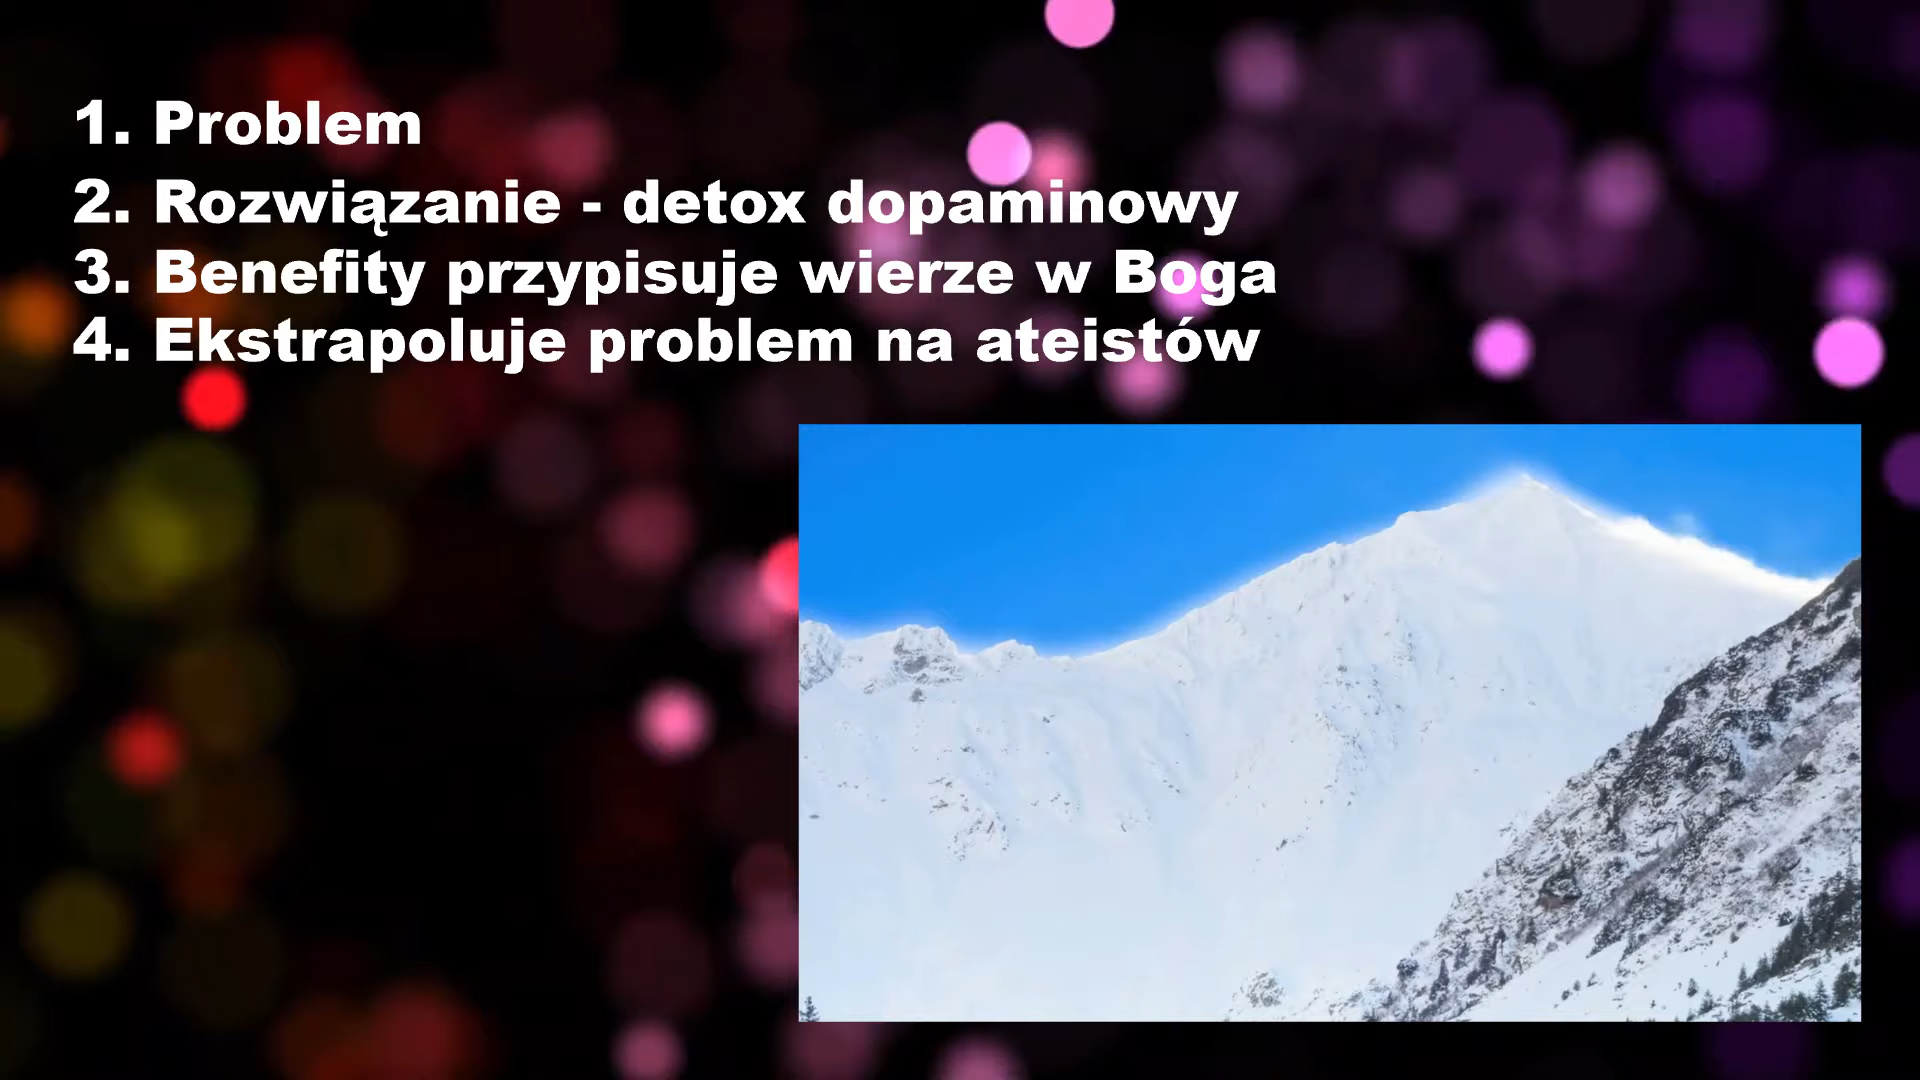 1. Problem
2. Rozwiązanie - detox dopaminowy
3. Benefity przypisuje wierze w Boga
4. Ekstrapoluje problem na ateistów